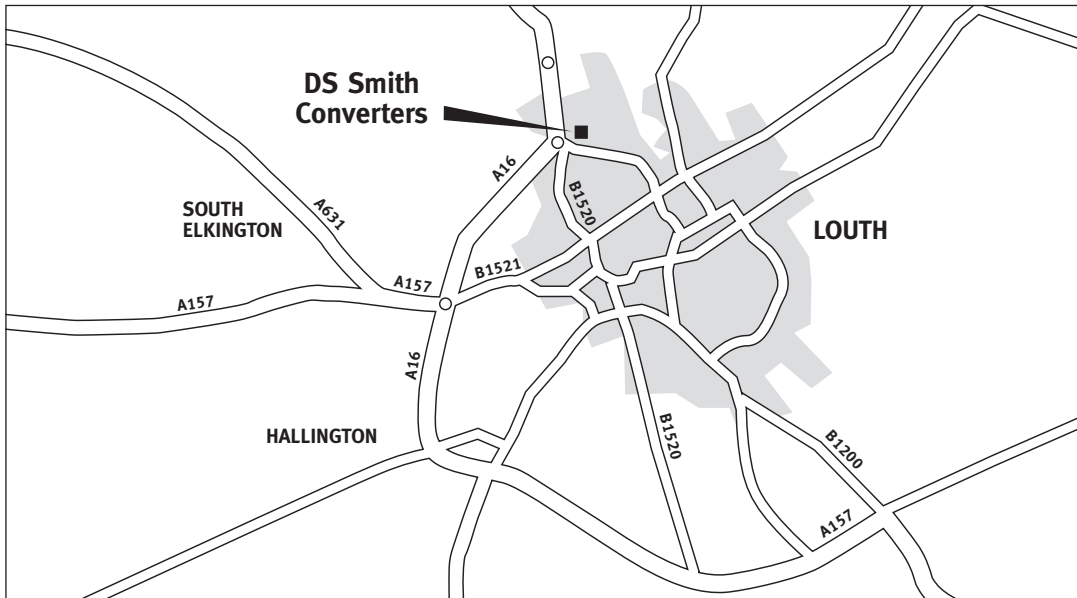 DS Smith
Converters
A16
B1520
A631
SOUTH
ELKINGTON
LOUTH
B1521
A157
A157
A16
HALLINGTON
B1520
B1200
A157